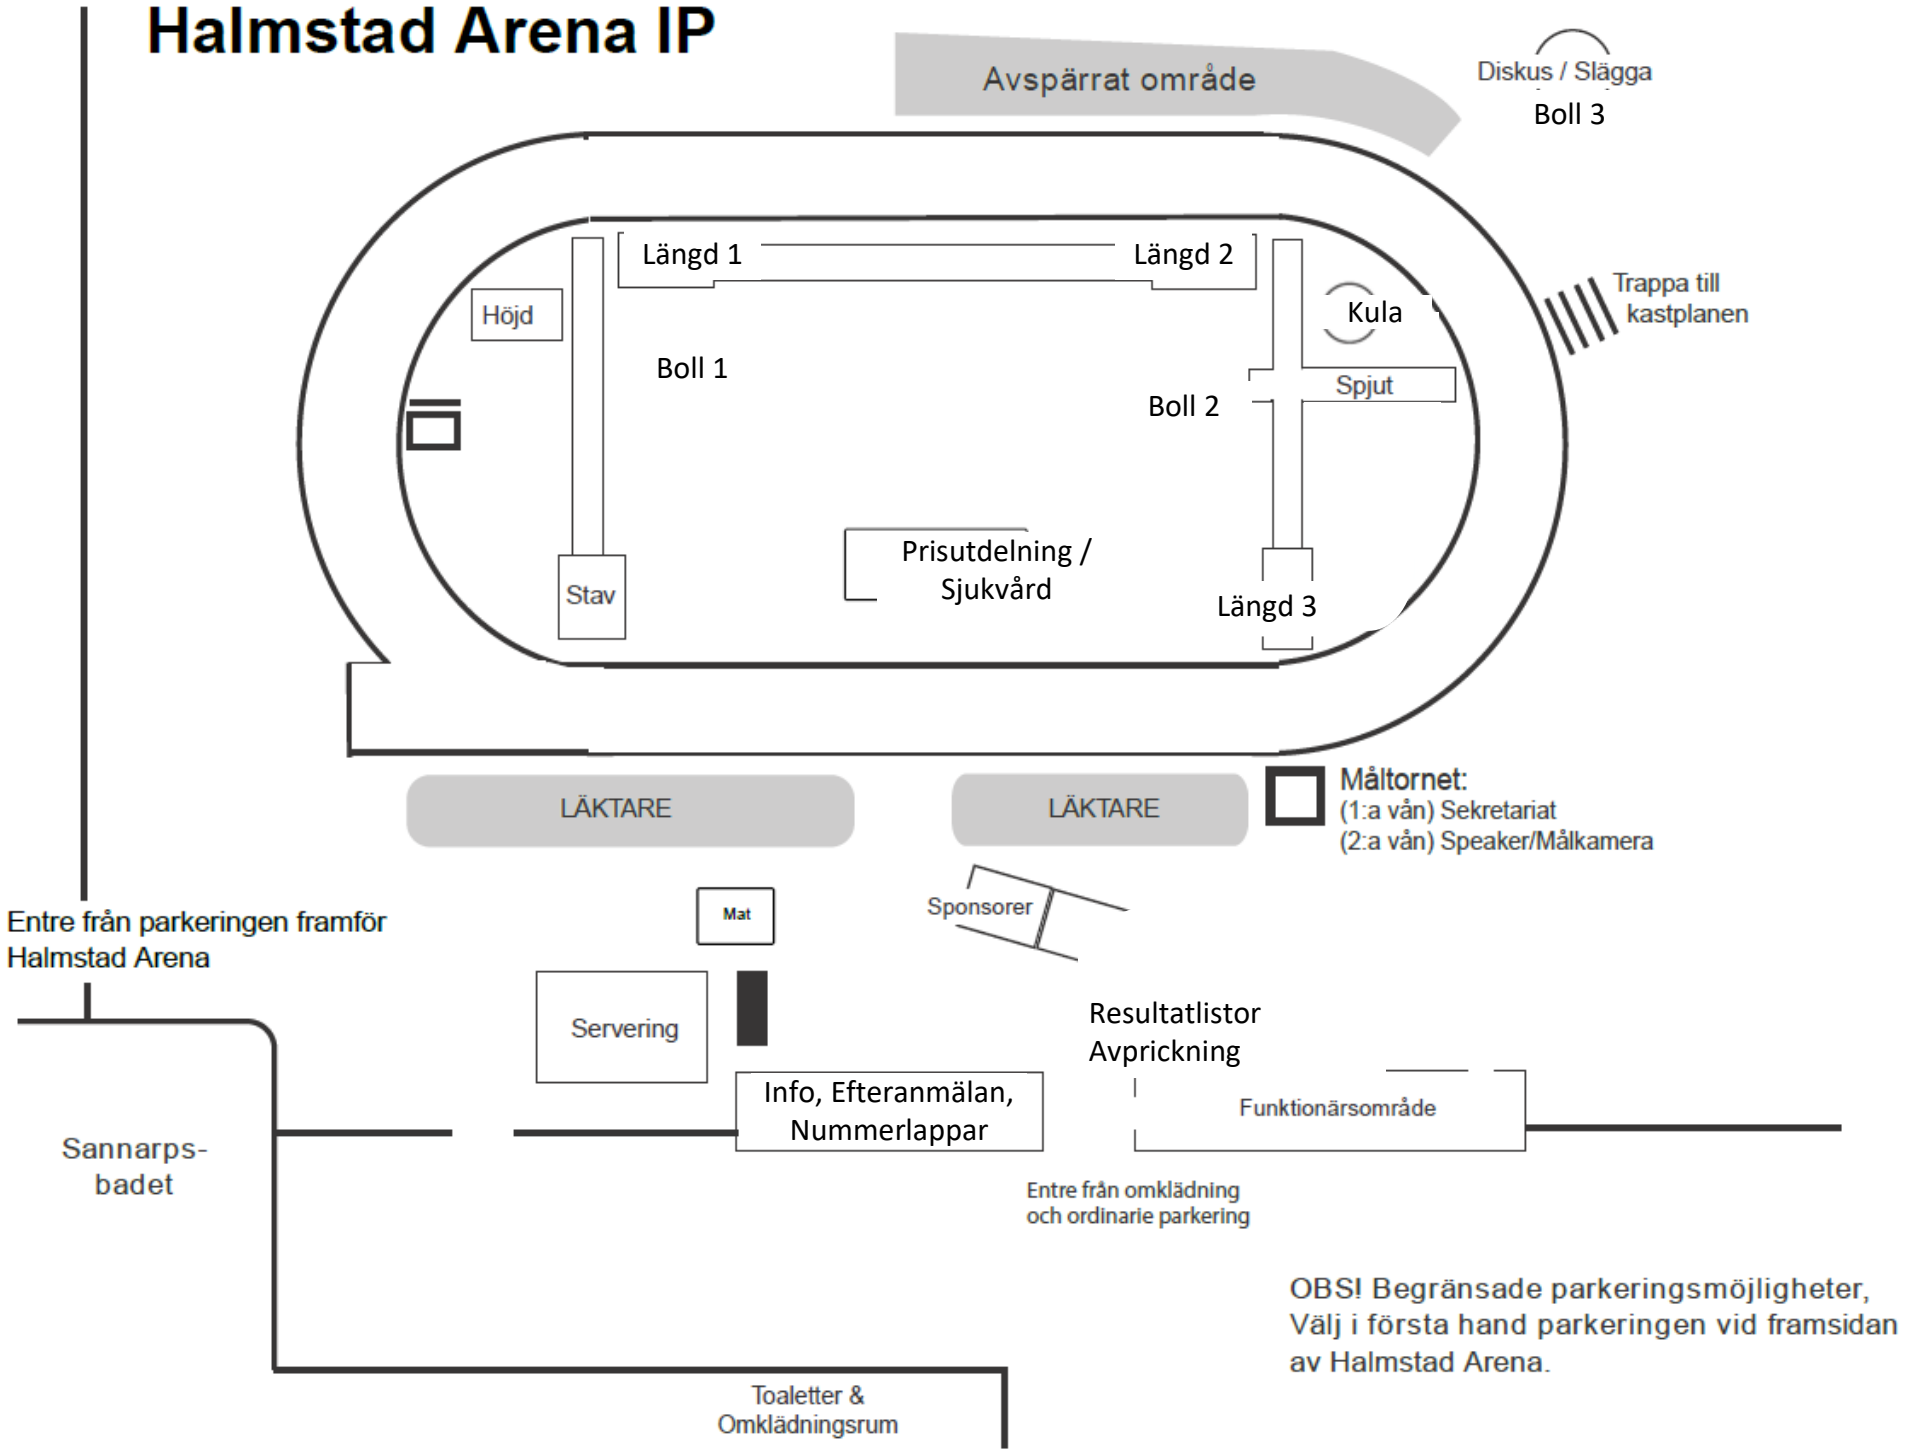 Halmstad Arena IP
Avspärrat område
Diskus / Slägga
Boll 3
Längd 1
Längd 2
Trappa till
kastplanen
Höjd
Kula
Boll 1
Spjut
Boll 2
Prisutdelning /
Sjukvård
Stav
Längd 3
LÄKTARE
LÄKTARE
Måltornet:
(1:a vån) Sekretariat
(2:a vån) Speaker/Målkamera
Mat
Sponsorer
Entre från parkeringen framför
Halmstad Arena
Servering
Resultatlistor
Avprickning
Info, Efteranmälan,
Nummerlappar
Funktionärsområde
Sannarps-
badet
Entre från omklädning
och ordinarie parkering
OBS! Begränsade parkeringsmöjligheter,
Välj i första hand parkeringen vid framsidan
av Halmstad Arena.
Toaletter &
Omklädningsrum